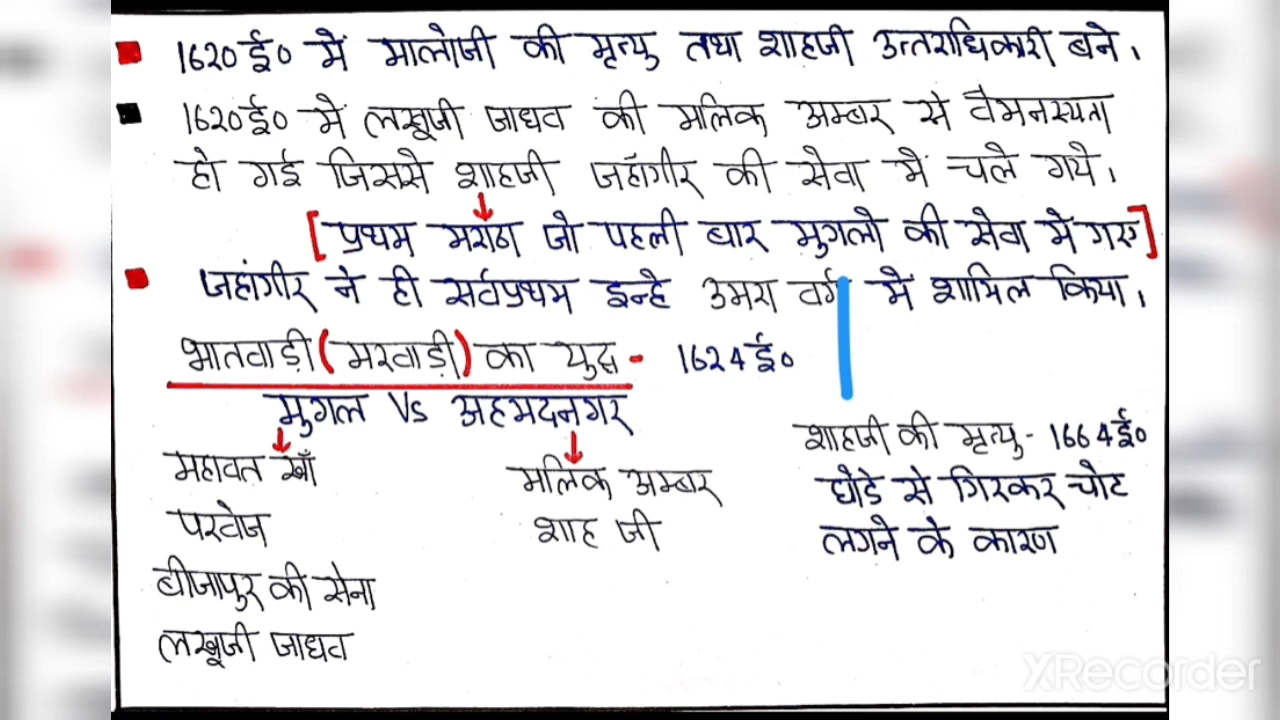 1620 ई० में मालोजी की मृत्यु तथा शाहजी उत्तराधिकारी बने।
1620 ई० में लखूजी जाधव की मलिक अम्बर से वैमनस्यता
हो गई जिससे शाहजी जहाँगीर की सेवा में चले गये।
[प्रथम मराठा जो पहली बार मुगलो की सेवा में गए]
जहांगीर ने ही सर्वप्रथम इन्हे उमरा वर्ग में शामिल किया।
भातवाड़ी (मरवाड़ी) का युद्ध - 1624 ई०
मुगल Vs अहमदनगर
महावत खाँ
परवेज
बीजापुर की सेना
लखूजी जाधव
मलिक अम्बर
शाह जी
शाहजी की मृत्यु - 1664 ई०
घोडे से गिरकर चोट
लगने के कारण
XRecorder